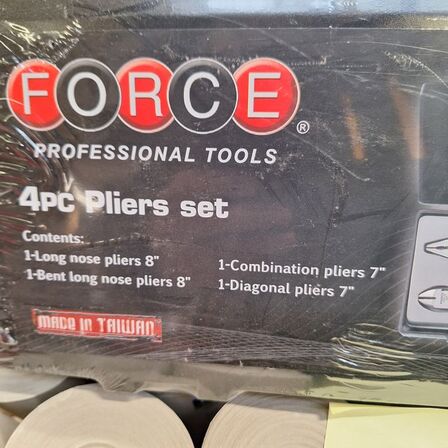 FORCE®
PROFESSIONAL TOOLS
4PC Pliers set
Contents:
1-Long nose pliers 8"
1-Bent long nose pliers 8"
1-Combination pliers 7"
1-Diagonal pliers 7"
MADE IN TAIWAN